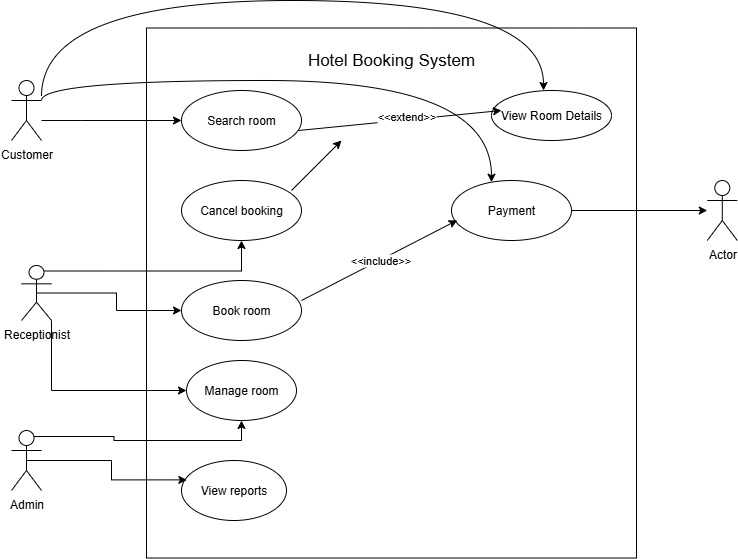 Hotel Booking System
Customer
Search room
<<extend>>
View Room Details
Cancel booking
Payment
Actor
<<include>>
Receptionist
Book room
Manage room
Admin
View reports